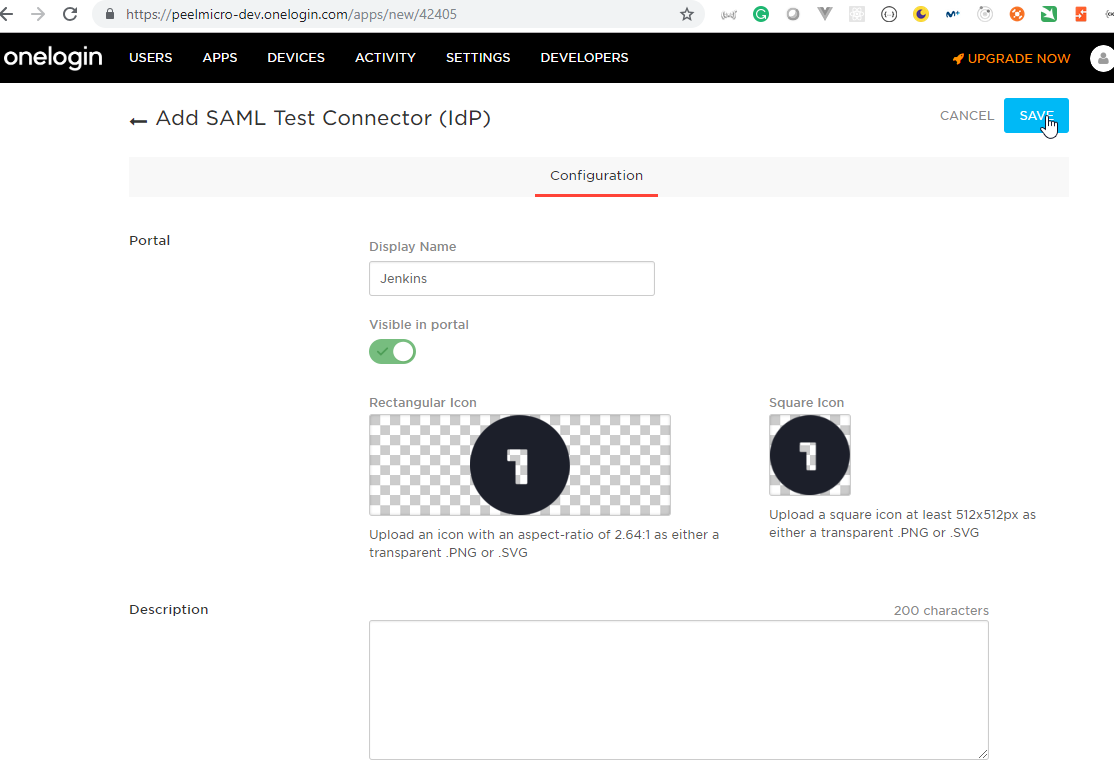 https://peelmicro-dev.onelogin.com/apps/new/42405
onelogin USERS APPS DEVICES ACTIVITY SETTINGS DEVELOPERS UPGRADE NOW
Add SAML Test Connector (IdP) CANCEL SAVE
Configuration
Portal
Display Name
Jenkins
Visible in portal
Rectangular Icon
1
Upload an icon with an aspect-ratio of 2.64:1 as either a
transparent .PNG or .SVG
Square Icon
1
Upload a square icon at least 512x512px as
either a transparent .PNG or .SVG
Description
200 characters